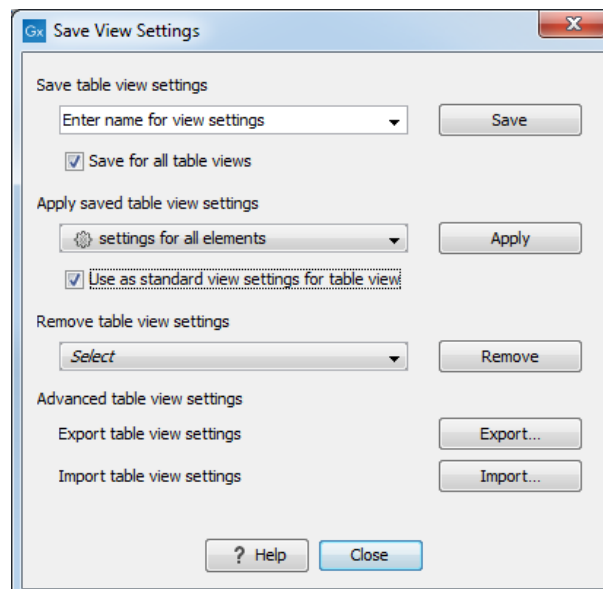 Gx Save View Settings
Save table view settings
Enter name for view settings Save
Save for all table views
Apply saved table view settings
settings for all elements Apply
Use as standard view settings for table view
Remove table view settings
Select Remove
Advanced table view settings
Export table view settings Export...
Import table view settings Import...
? Help Close